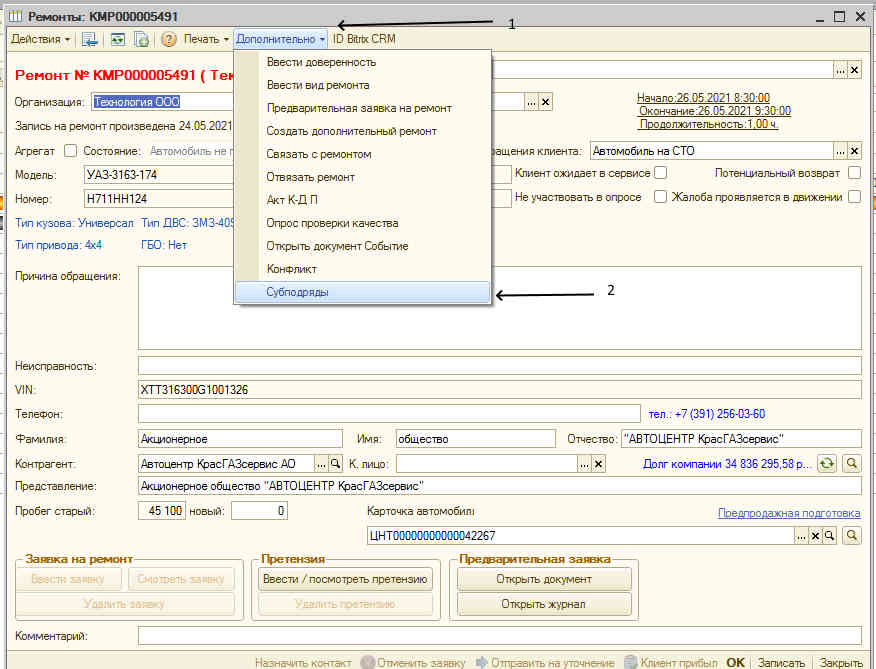 Ремонты: КМР000005491
1
Действия Печать Дополнительно ID Bitrix CRM
Ремонт № КМР000005491 ( Тек
Ввести доверенность
Ввести вид ремонта
Предварительная заявка на ремонт
Создать дополнительный ремонт
Связать с ремонтом
Отвязать ремонт
Акт К-Д П
Опрос проверки качества
Открыть документ Событие
Конфликт
Субподряды
2
Организация: Технология ООО
Начало:26.05.2021 8:30:00
Окончание:26.05.2021 9:30:00
Продолжительность:1,00 ч.
Запись на ремонт произведена 24.05.2021
Агрегат Состояние: Автомобиль не п ращения клиента: Автомобиль на СТО
Модель: УАЗ-3163-174 Клиент ожидает в сервисе Потенциальный возврат
Номер: Н711НН124 Не участвовать в опросе Жалоба проявляется в движении
Тип кузова: Универсал Тип ДВС: ЗМЗ-409
Тип привода: 4х4 ГБО: Нет
Причина обращения:
Неисправность:
VIN: XTT316300G1001326
Телефон: тел.: +7 (391) 256-03-60
Фамилия: Акционерное Имя: общество Отчество: "АВТОЦЕНТР КрасГАЗсервис"
Контрагент: Автоцентр КрасГАЗсервис АО К. лицо: Долг компании 34 836 295,58 р...
Представление: Акционерное общество "АВТОЦЕНТР КрасГАЗсервис"
Пробег старый: 45 100 новый: 0 Карточка автомобиля Предпродажная подготовка
ЦНТ00000000000042267
Заявка на ремонт Претензия Предварительная заявка
Ввести заявку Смотреть заявку Ввести / посмотреть претензию Открыть документ
Удалить заявку Удалить претензию Открыть журнал
Комментарий:
Назначить контакт Отменить заявку Отправить на уточнение Клиент прибыл OK Записать Закрыть